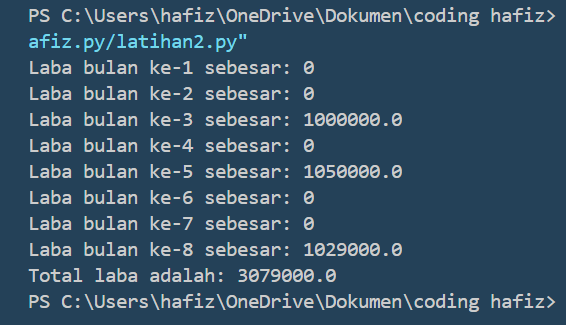 PS C:\Users\hafiz\OneDrive\Dokumen\coding hafiz>
afiz.py/latihan2.py"
Laba bulan ke-1 sebesar: 0
Laba bulan ke-2 sebesar: 0
Laba bulan ke-3 sebesar: 1000000.0
Laba bulan ke-4 sebesar: 0
Laba bulan ke-5 sebesar: 1050000.0
Laba bulan ke-6 sebesar: 0
Laba bulan ke-7 sebesar: 0
Laba bulan ke-8 sebesar: 1029000.0
Total laba adalah: 3079000.0
PS C:\Users\hafiz\OneDrive\Dokumen\coding hafiz>